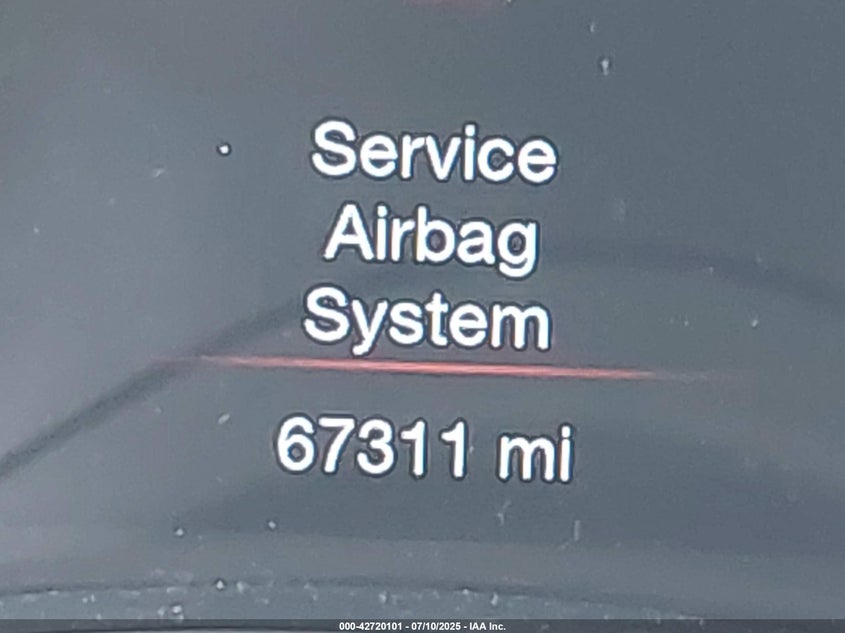 Service
Airbag
System
67311 mi
000-42720101 - 07/10/2025 - IAA Inc.